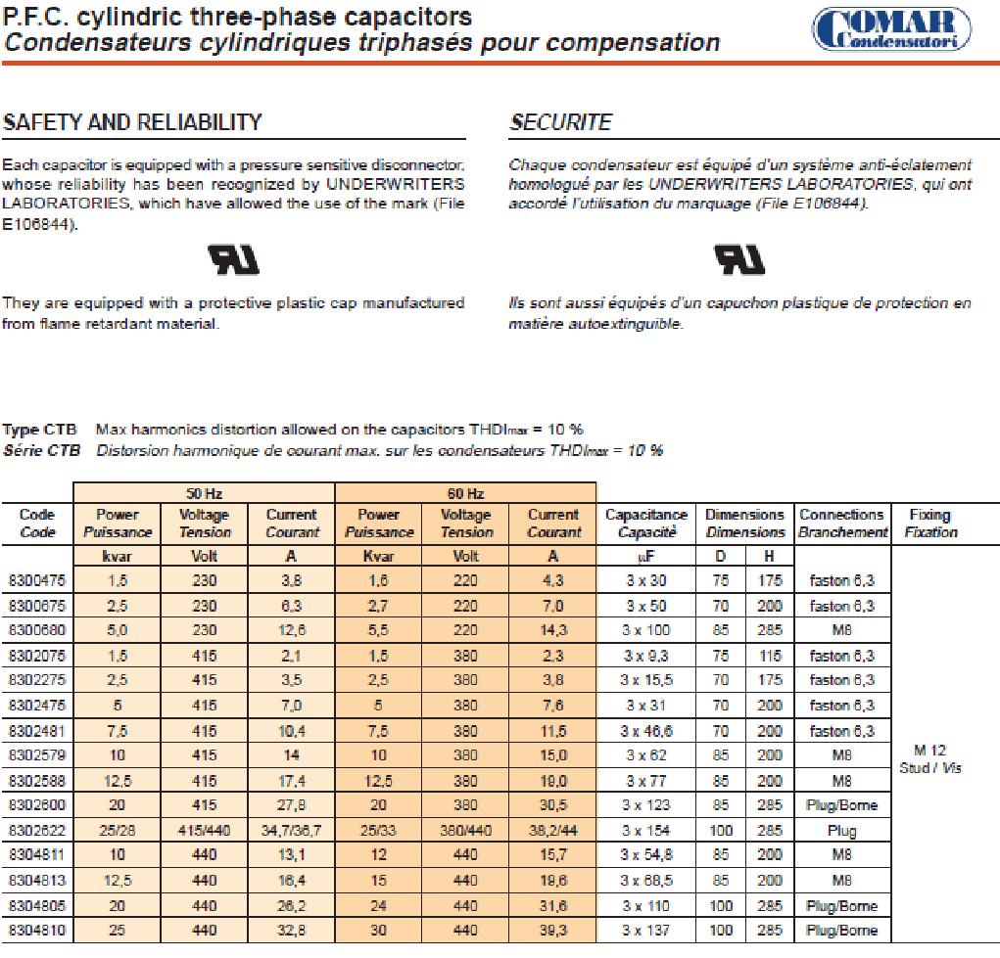 P.F.C. cylindric three-phase capacitors
Condensateurs cylindriques triphasés pour compensation
COMAR
Condensatori
SAFETY AND RELIABILITY
Each capacitor is equipped with a pressure sensitive disconnector,
whose reliability has been recognized by UNDERWRITERS
LABORATORIES, which have allowed the use of the mark (File
E106844).
They are equipped with a protective plastic cap manufactured
from flame retardant material.
SECURITE
Chaque condensateur est équipé d'un système anti-éclatement
homologué par les UNDERWRITERS LABORATORIES, qui ont
accordé l'utilisation du marquage (File E106844).
Ils sont aussi équipés d'un capuchon plastique de protection en
matière autoextinguible.
Type CTB Max harmonics distortion allowed on the capacitors THDImax = 10 %
Série CTB Distorsion harmonique de courant max. sur les condensateurs THDImax = 10 %
50 Hz 60 Hz
Code Power Voltage Current Power Voltage Current Capacitance Dimensions Connections Fixing
Code Puissance Tension Courant Puissance Tension Courant Capacitè Dimensions Branchement Fixation
kvar Volt A Kvar Volt A µF D H
8300475 1,5 230 3,8 1,6 220 4,3 3 x 30 75 175 faston 6,3
8300675 2,5 230 6,3 2,7 220 7,0 3 x 50 70 200 faston 6,3
8300680 5,0 230 12,6 5,5 220 14,3 3 x 100 85 285 M8
8302075 1,5 415 2,1 1,5 380 2,3 3 x 9,3 75 115 faston 6,3
8302275 2,5 415 3,5 2,5 380 3,8 3 x 15,5 70 175 faston 6,3
8302475 5 415 7,0 5 380 7,6 3 x 31 70 200 faston 6,3
8302481 7,5 415 10,4 7,5 380 11,5 3 x 46,6 70 200 faston 6,3
8302579 10 415 14 10 380 15,0 3 x 62 85 200 M8
M 12
Stud / Vis
8302588 12,5 415 17,4 12,5 380 19,0 3 x 77 85 200 M8
8302600 20 415 27,8 20 380 30,5 3 x 123 85 285 Plug/Borne
8302622 25/28 415/440 34,7/36,7 25/33 380/440 38,2/44 3 x 154 100 285 Plug
8304811 10 440 13,1 12 440 15,7 3 x 54,8 85 200 M8
8304813 12,5 440 16,4 15 440 19,6 3 x 68,5 85 200 M8
8304805 20 440 26,2 24 440 31,6 3 x 110 100 285 Plug/Borne
8304810 25 440 32,8 30 440 39,3 3 x 137 100 285 Plug/Borne